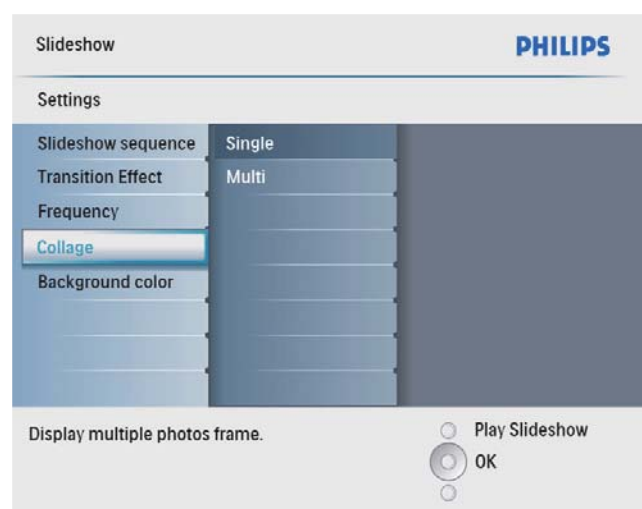 Slideshow
PHILIPS
Settings
Slideshow sequence
Single
Transition Effect
Multi
Frequency
Collage
Background color
Display multiple photos frame.
Play Slideshow
OK